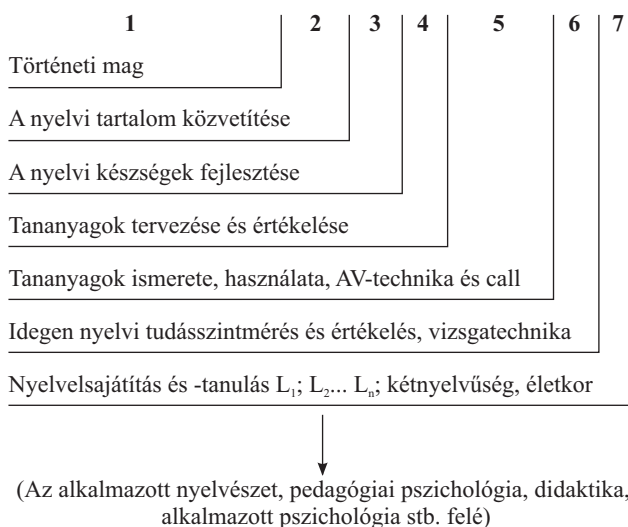 1 2 3 4 5 6 7
Történeti mag
A nyelvi tartalom közvetítése
A nyelvi készségek fejlesztése
Tananyagok tervezése és értékelése
Tananyagok ismerete, használata, AV-technika és call
Idegen nyelvi tudásszintmérés és értékelés, vizsgatechnika
Nyelvelsajátítás és -tanulás L₁; L₂... Lₙ; kétnyelvűség, életkor
(Az alkalmazott nyelvészet, pedagógiai pszichológia, didaktika,
alkalmazott pszichológia stb. felé)